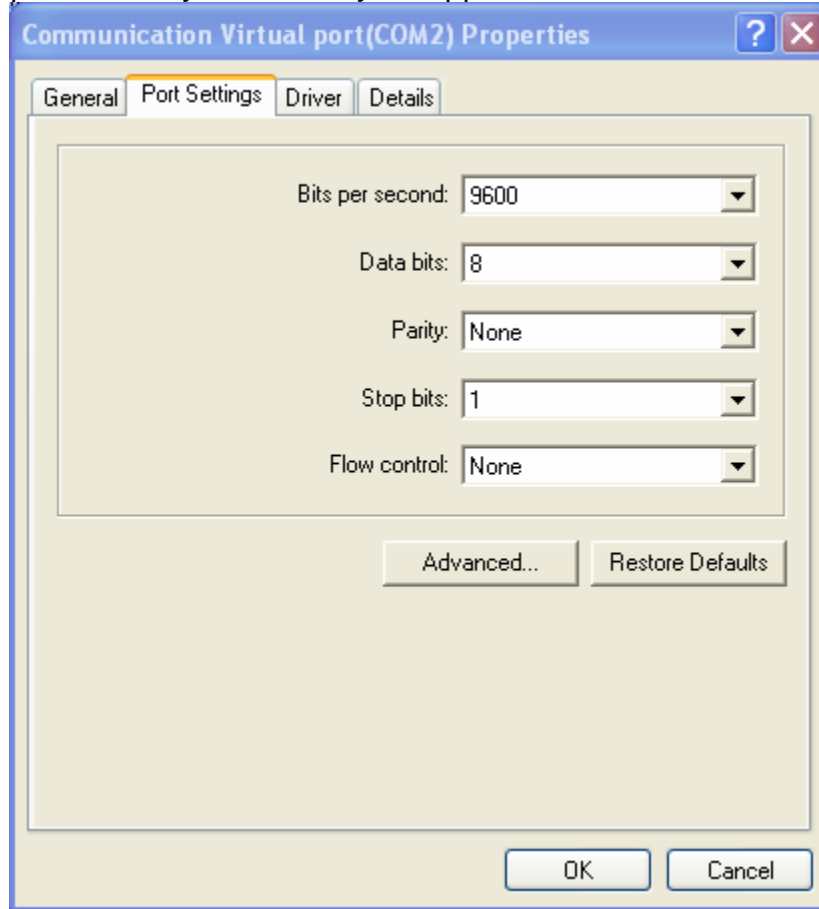 Communication Virtual port(COM2) Properties
General Port Settings Driver Details
Bits per second: 9600
Data bits: 8
Parity: None
Stop bits: 1
Flow control: None
Advanced... Restore Defaults
OK Cancel